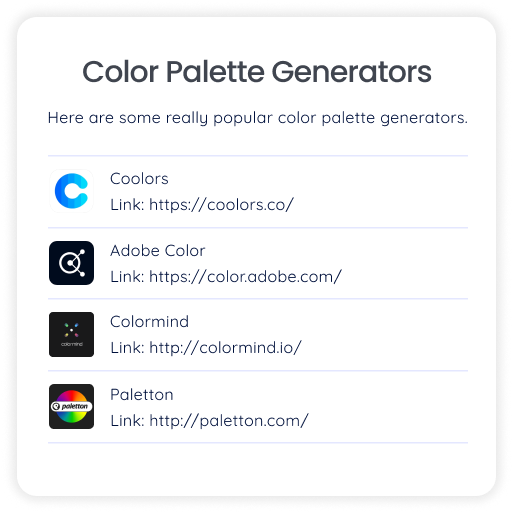 Color Palette Generators
Here are some really popular color palette generators.
Coolors
Link: https://coolors.co/
Adobe Color
Link: https://color.adobe.com/
colormind
Colormind
Link: http://colormind.io/
paletton
Paletton
Link: http://paletton.com/